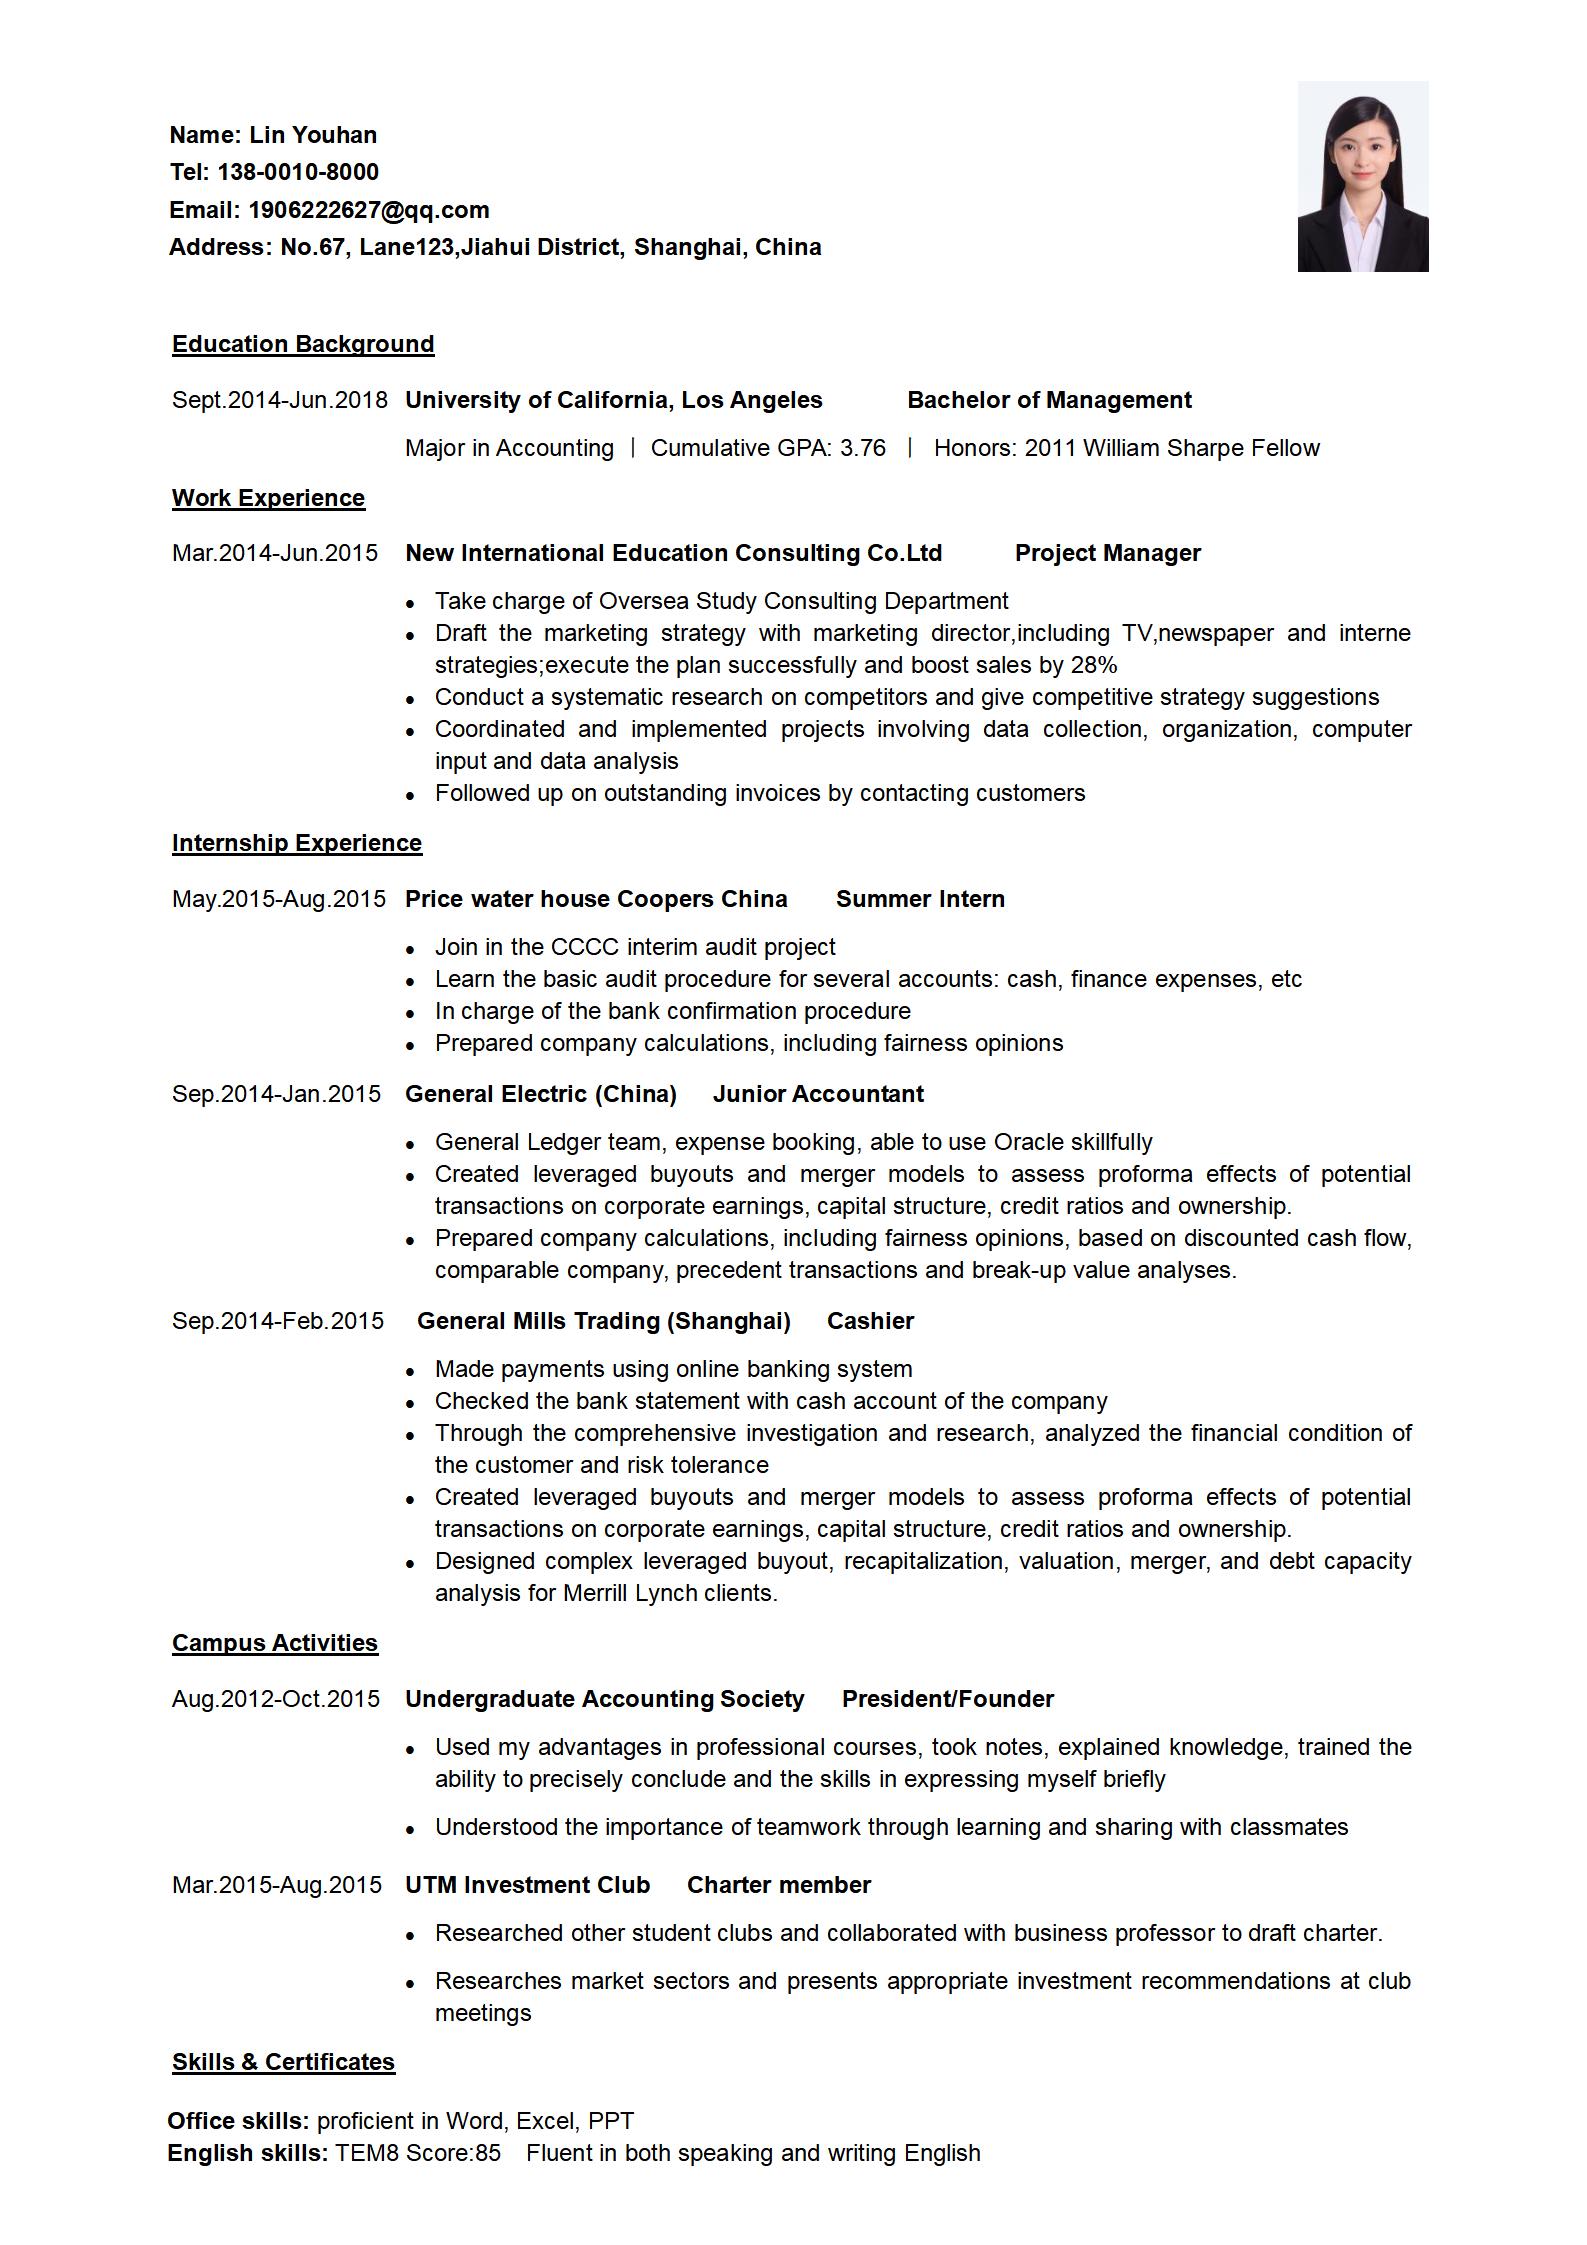 Name: Lin Youhan
Tel: 138-0010-8000
Email: 1906222627@qq.com
Address: No.67, Lane123,Jiahui District, Shanghai, China
Education Background
Sept.2014-Jun.2018 University of California, Los Angeles Bachelor of Management
Major in Accounting | Cumulative GPA: 3.76 | Honors: 2011 William Sharpe Fellow
Work Experience
Mar.2014-Jun.2015 New International Education Consulting Co.Ltd Project Manager
● Take charge of Oversea Study Consulting Department
● Draft the marketing strategy with marketing director,including TV,newspaper and interne
strategies;execute the plan successfully and boost sales by 28%
● Conduct a systematic research on competitors and give competitive strategy suggestions
● Coordinated and implemented projects involving data collection, organization, computer
input and data analysis
● Followed up on outstanding invoices by contacting customers
Internship Experience
May.2015-Aug.2015 Price water house Coopers China Summer Intern
● Join in the CCCC interim audit project
● Learn the basic audit procedure for several accounts: cash, finance expenses, etc
● In charge of the bank confirmation procedure
● Prepared company calculations, including fairness opinions
Sep.2014-Jan.2015 General Electric (China) Junior Accountant
● General Ledger team, expense booking, able to use Oracle skillfully
● Created leveraged buyouts and merger models to assess proforma effects of potential
transactions on corporate earnings, capital structure, credit ratios and ownership.
● Prepared company calculations, including fairness opinions, based on discounted cash flow,
comparable company, precedent transactions and break-up value analyses.
Sep.2014-Feb.2015 General Mills Trading (Shanghai) Cashier
● Made payments using online banking system
● Checked the bank statement with cash account of the company
● Through the comprehensive investigation and research, analyzed the financial condition of
the customer and risk tolerance
● Created leveraged buyouts and merger models to assess proforma effects of potential
transactions on corporate earnings, capital structure, credit ratios and ownership.
● Designed complex leveraged buyout, recapitalization, valuation, merger, and debt capacity
analysis for Merrill Lynch clients.
Campus Activities
Aug.2012-Oct.2015 Undergraduate Accounting Society President/Founder
● Used my advantages in professional courses, took notes, explained knowledge, trained the
ability to precisely conclude and the skills in expressing myself briefly
● Understood the importance of teamwork through learning and sharing with classmates
Mar.2015-Aug.2015 UTM Investment Club Charter member
● Researched other student clubs and collaborated with business professor to draft charter.
● Researches market sectors and presents appropriate investment recommendations at club
meetings
Skills & Certificates
Office skills: proficient in Word, Excel, PPT
English skills: TEM8 Score:85 Fluent in both speaking and writing English